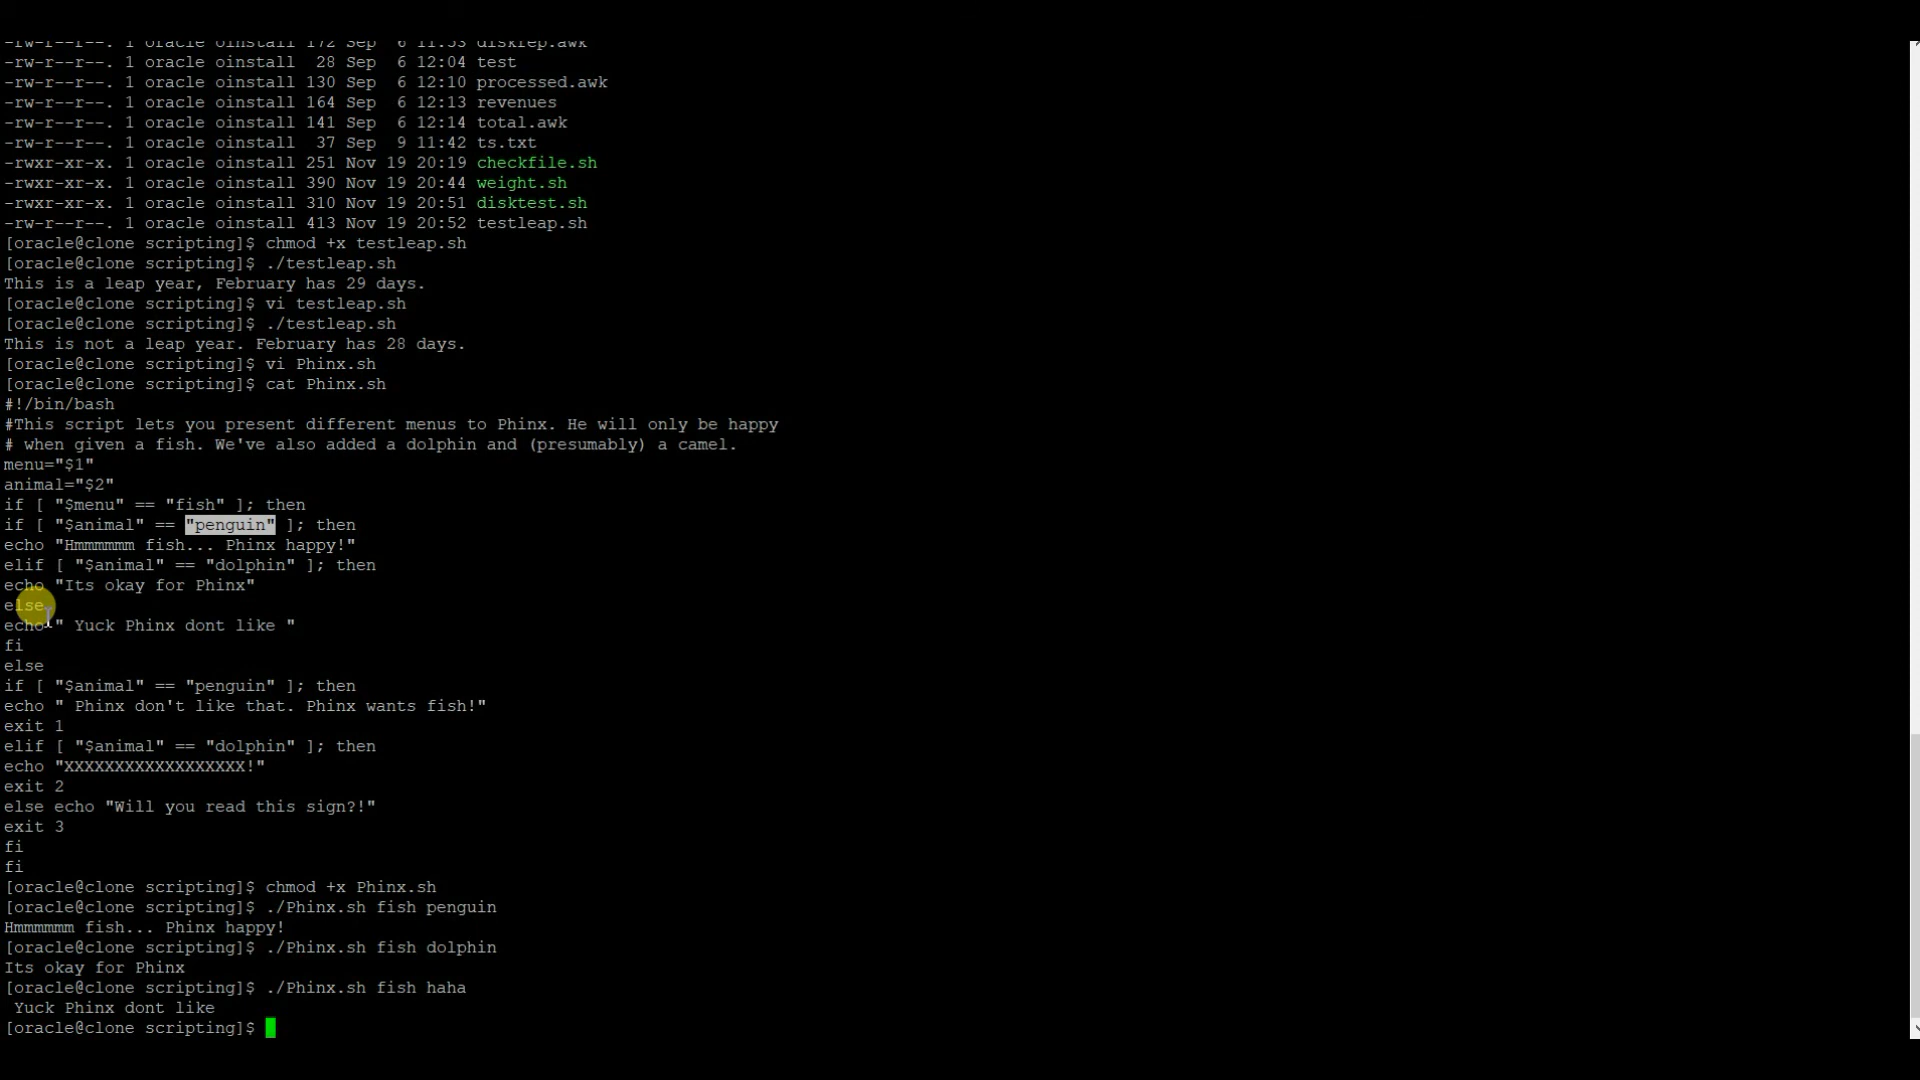 -rw-r--r--. 1 oracle oinstall 172 Sep  6 11:53 diskrep.awk
-rw-r--r--. 1 oracle oinstall  28 Sep  6 12:04 test
-rw-r--r--. 1 oracle oinstall 130 Sep  6 12:10 processed.awk
-rw-r--r--. 1 oracle oinstall 164 Sep  6 12:13 revenues
-rw-r--r--. 1 oracle oinstall 141 Sep  6 12:14 total.awk
-rw-r--r--. 1 oracle oinstall  37 Sep  9 11:42 ts.txt
-rwxr-xr-x. 1 oracle oinstall 251 Nov 19 20:19 checkfile.sh
-rwxr-xr-x. 1 oracle oinstall 390 Nov 19 20:44 weight.sh
-rwxr-xr-x. 1 oracle oinstall 310 Nov 19 20:51 disktest.sh
-rw-r--r--. 1 oracle oinstall 413 Nov 19 20:52 testleap.sh
[oracle@clone scripting]$ chmod +x testleap.sh
[oracle@clone scripting]$ ./testleap.sh
This is a leap year, February has 29 days.
[oracle@clone scripting]$ vi testleap.sh
[oracle@clone scripting]$ ./testleap.sh
This is not a leap year. February has 28 days.
[oracle@clone scripting]$ vi Phinx.sh
[oracle@clone scripting]$ cat Phinx.sh
#!/bin/bash
#This script lets you present different menus to Phinx. He will only be happy
# when given a fish. We've also added a dolphin and (presumably) a camel.
menu="$1"
animal="$2"
if [ "$menu" == "fish" ]; then
if [ "$animal" == "penguin" ]; then
echo "Hmmmmmm fish... Phinx happy!"
elif [ "$animal" == "dolphin" ]; then
echo "Its okay for Phinx"
else
echo " Yuck Phinx dont like "
fi
else
if [ "$animal" == "penguin" ]; then
echo " Phinx don't like that. Phinx wants fish!"
exit 1
elif [ "$animal" == "dolphin" ]; then
echo "XXXXXXXXXXXXXXXXXX!"
exit 2
else echo "Will you read this sign?!"
exit 3
fi
fi
[oracle@clone scripting]$ chmod +x Phinx.sh
[oracle@clone scripting]$ ./Phinx.sh fish penguin
Hmmmmmm fish... Phinx happy!
[oracle@clone scripting]$ ./Phinx.sh fish dolphin
Its okay for Phinx
[oracle@clone scripting]$ ./Phinx.sh fish haha
 Yuck Phinx dont like
[oracle@clone scripting]$